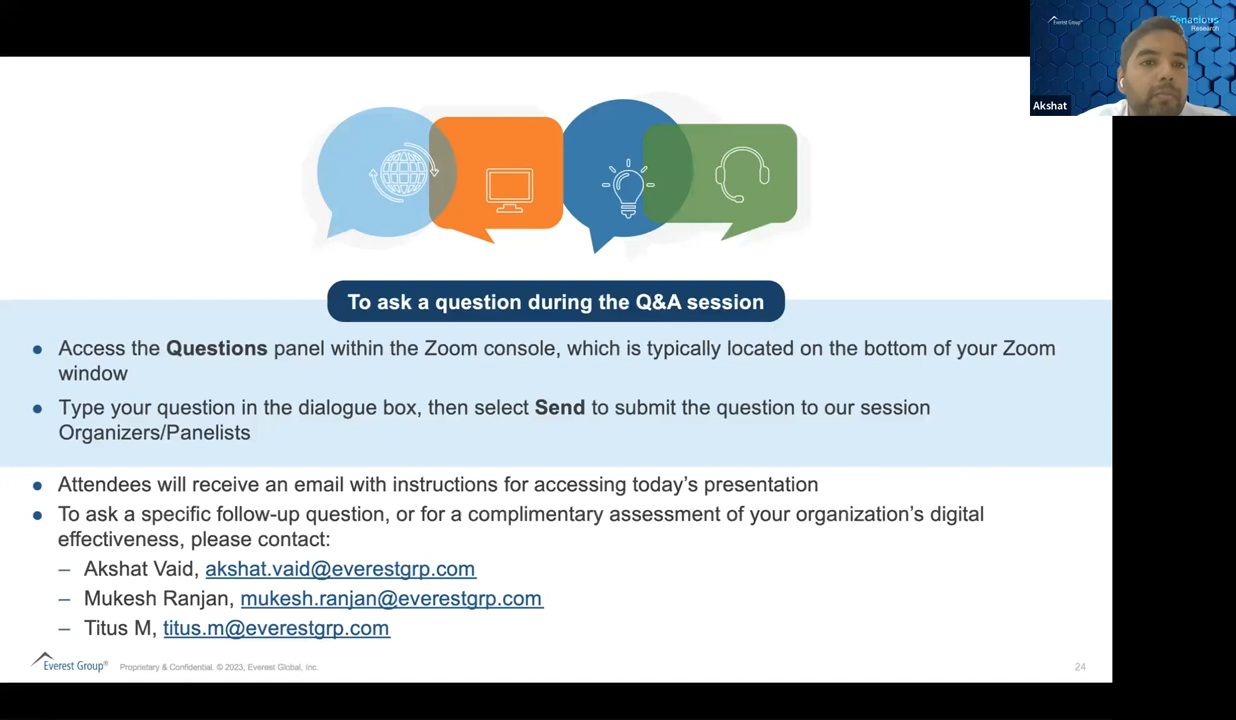 Everest Group®
Tenacious
Research
Akshat
To ask a question during the Q&A session
● Access the Questions panel within the Zoom console, which is typically located on the bottom of your Zoom
window
● Type your question in the dialogue box, then select Send to submit the question to our session
Organizers/Panelists
● Attendees will receive an email with instructions for accessing today's presentation
● To ask a specific follow-up question, or for a complimentary assessment of your organization's digital
effectiveness, please contact:
– Akshat Vaid, akshat.vaid@everestgrp.com
– Mukesh Ranjan, mukesh.ranjan@everestgrp.com
– Titus M, titus.m@everestgrp.com
Everest Group® Proprietary & Confidential. © 2023, Everest Global, Inc. 24